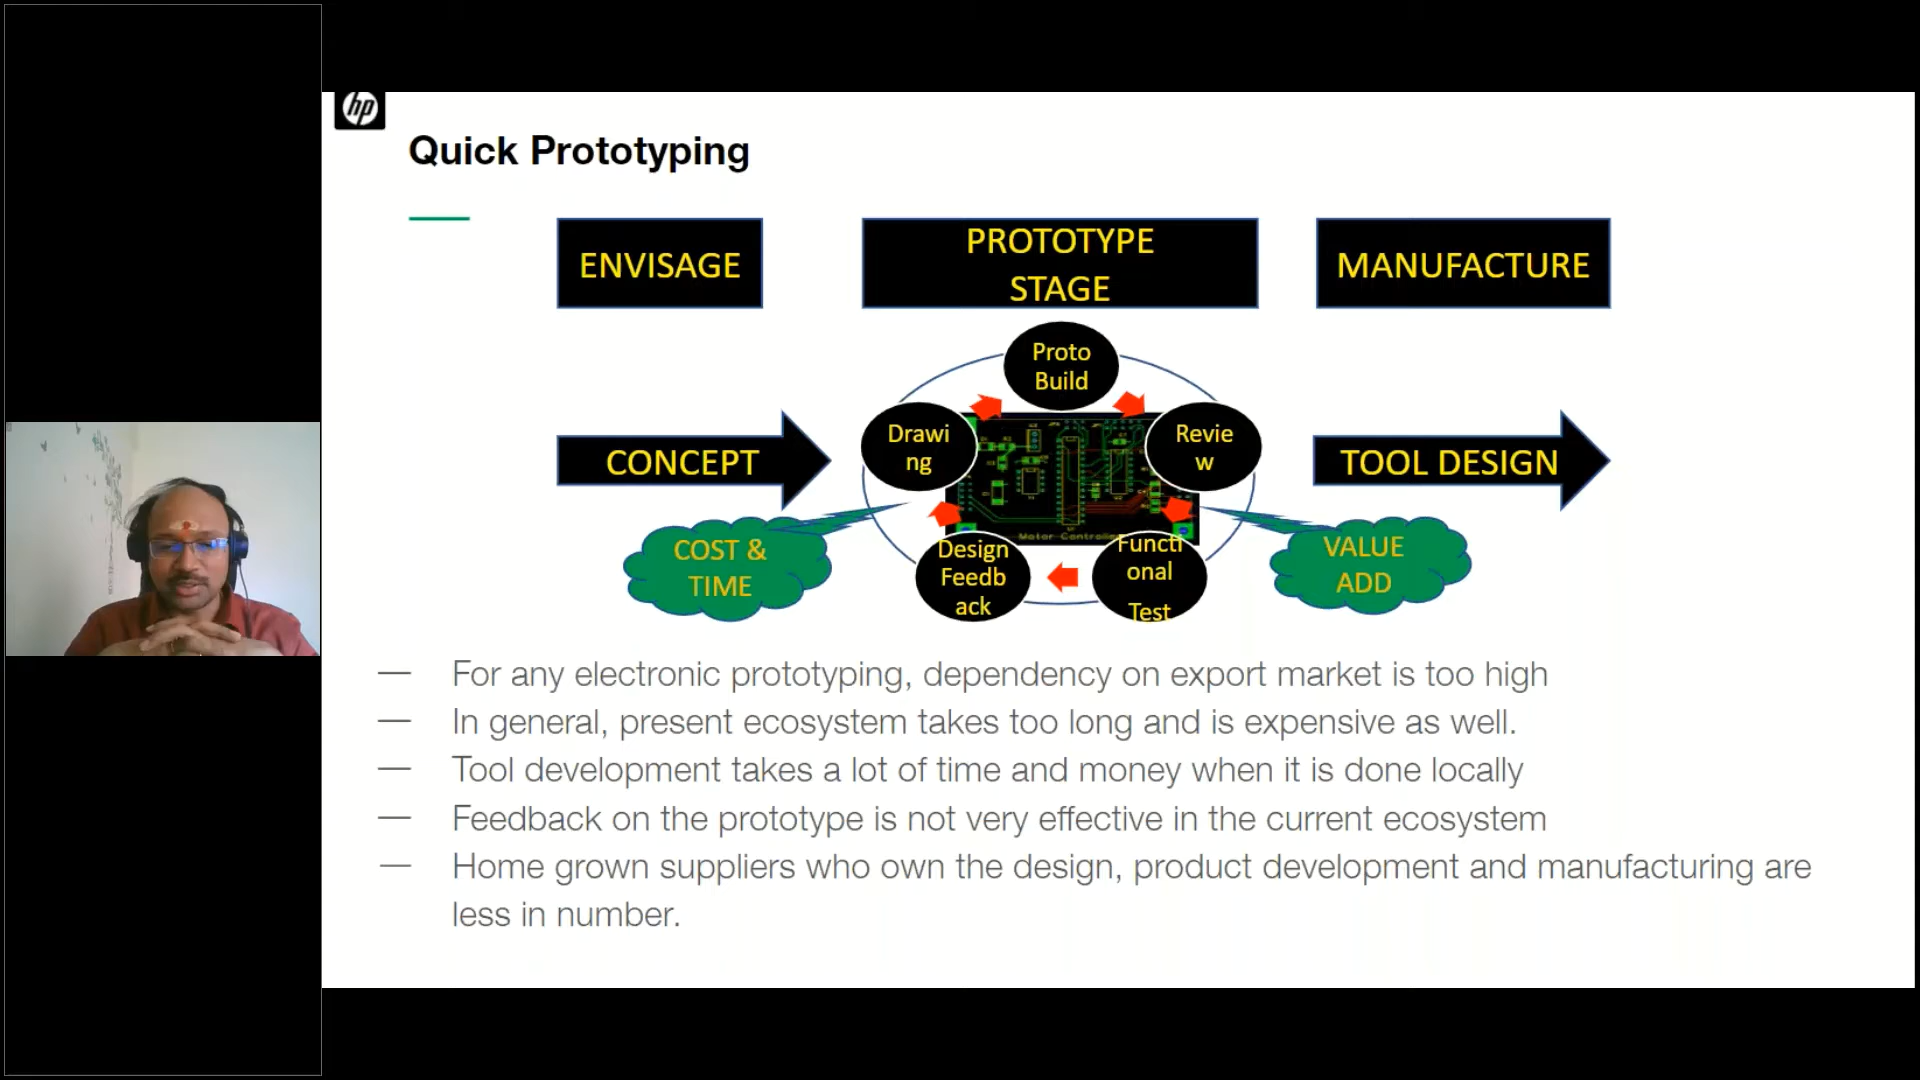 hp
Quick Prototyping
ENVISAGE
PROTOTYPE
STAGE
MANUFACTURE
Proto
Build
Drawi
ng
Revie
w
CONCEPT
TOOL DESIGN
Motor Controlle
COST &
TIME
Design
Feedb
ack
Functi
onal
Test
VALUE
ADD
— For any electronic prototyping, dependency on export market is too high
— In general, present ecosystem takes too long and is expensive as well.
— Tool development takes a lot of time and money when it is done locally
— Feedback on the prototype is not very effective in the current ecosystem
— Home grown suppliers who own the design, product development and manufacturing are
less in number.